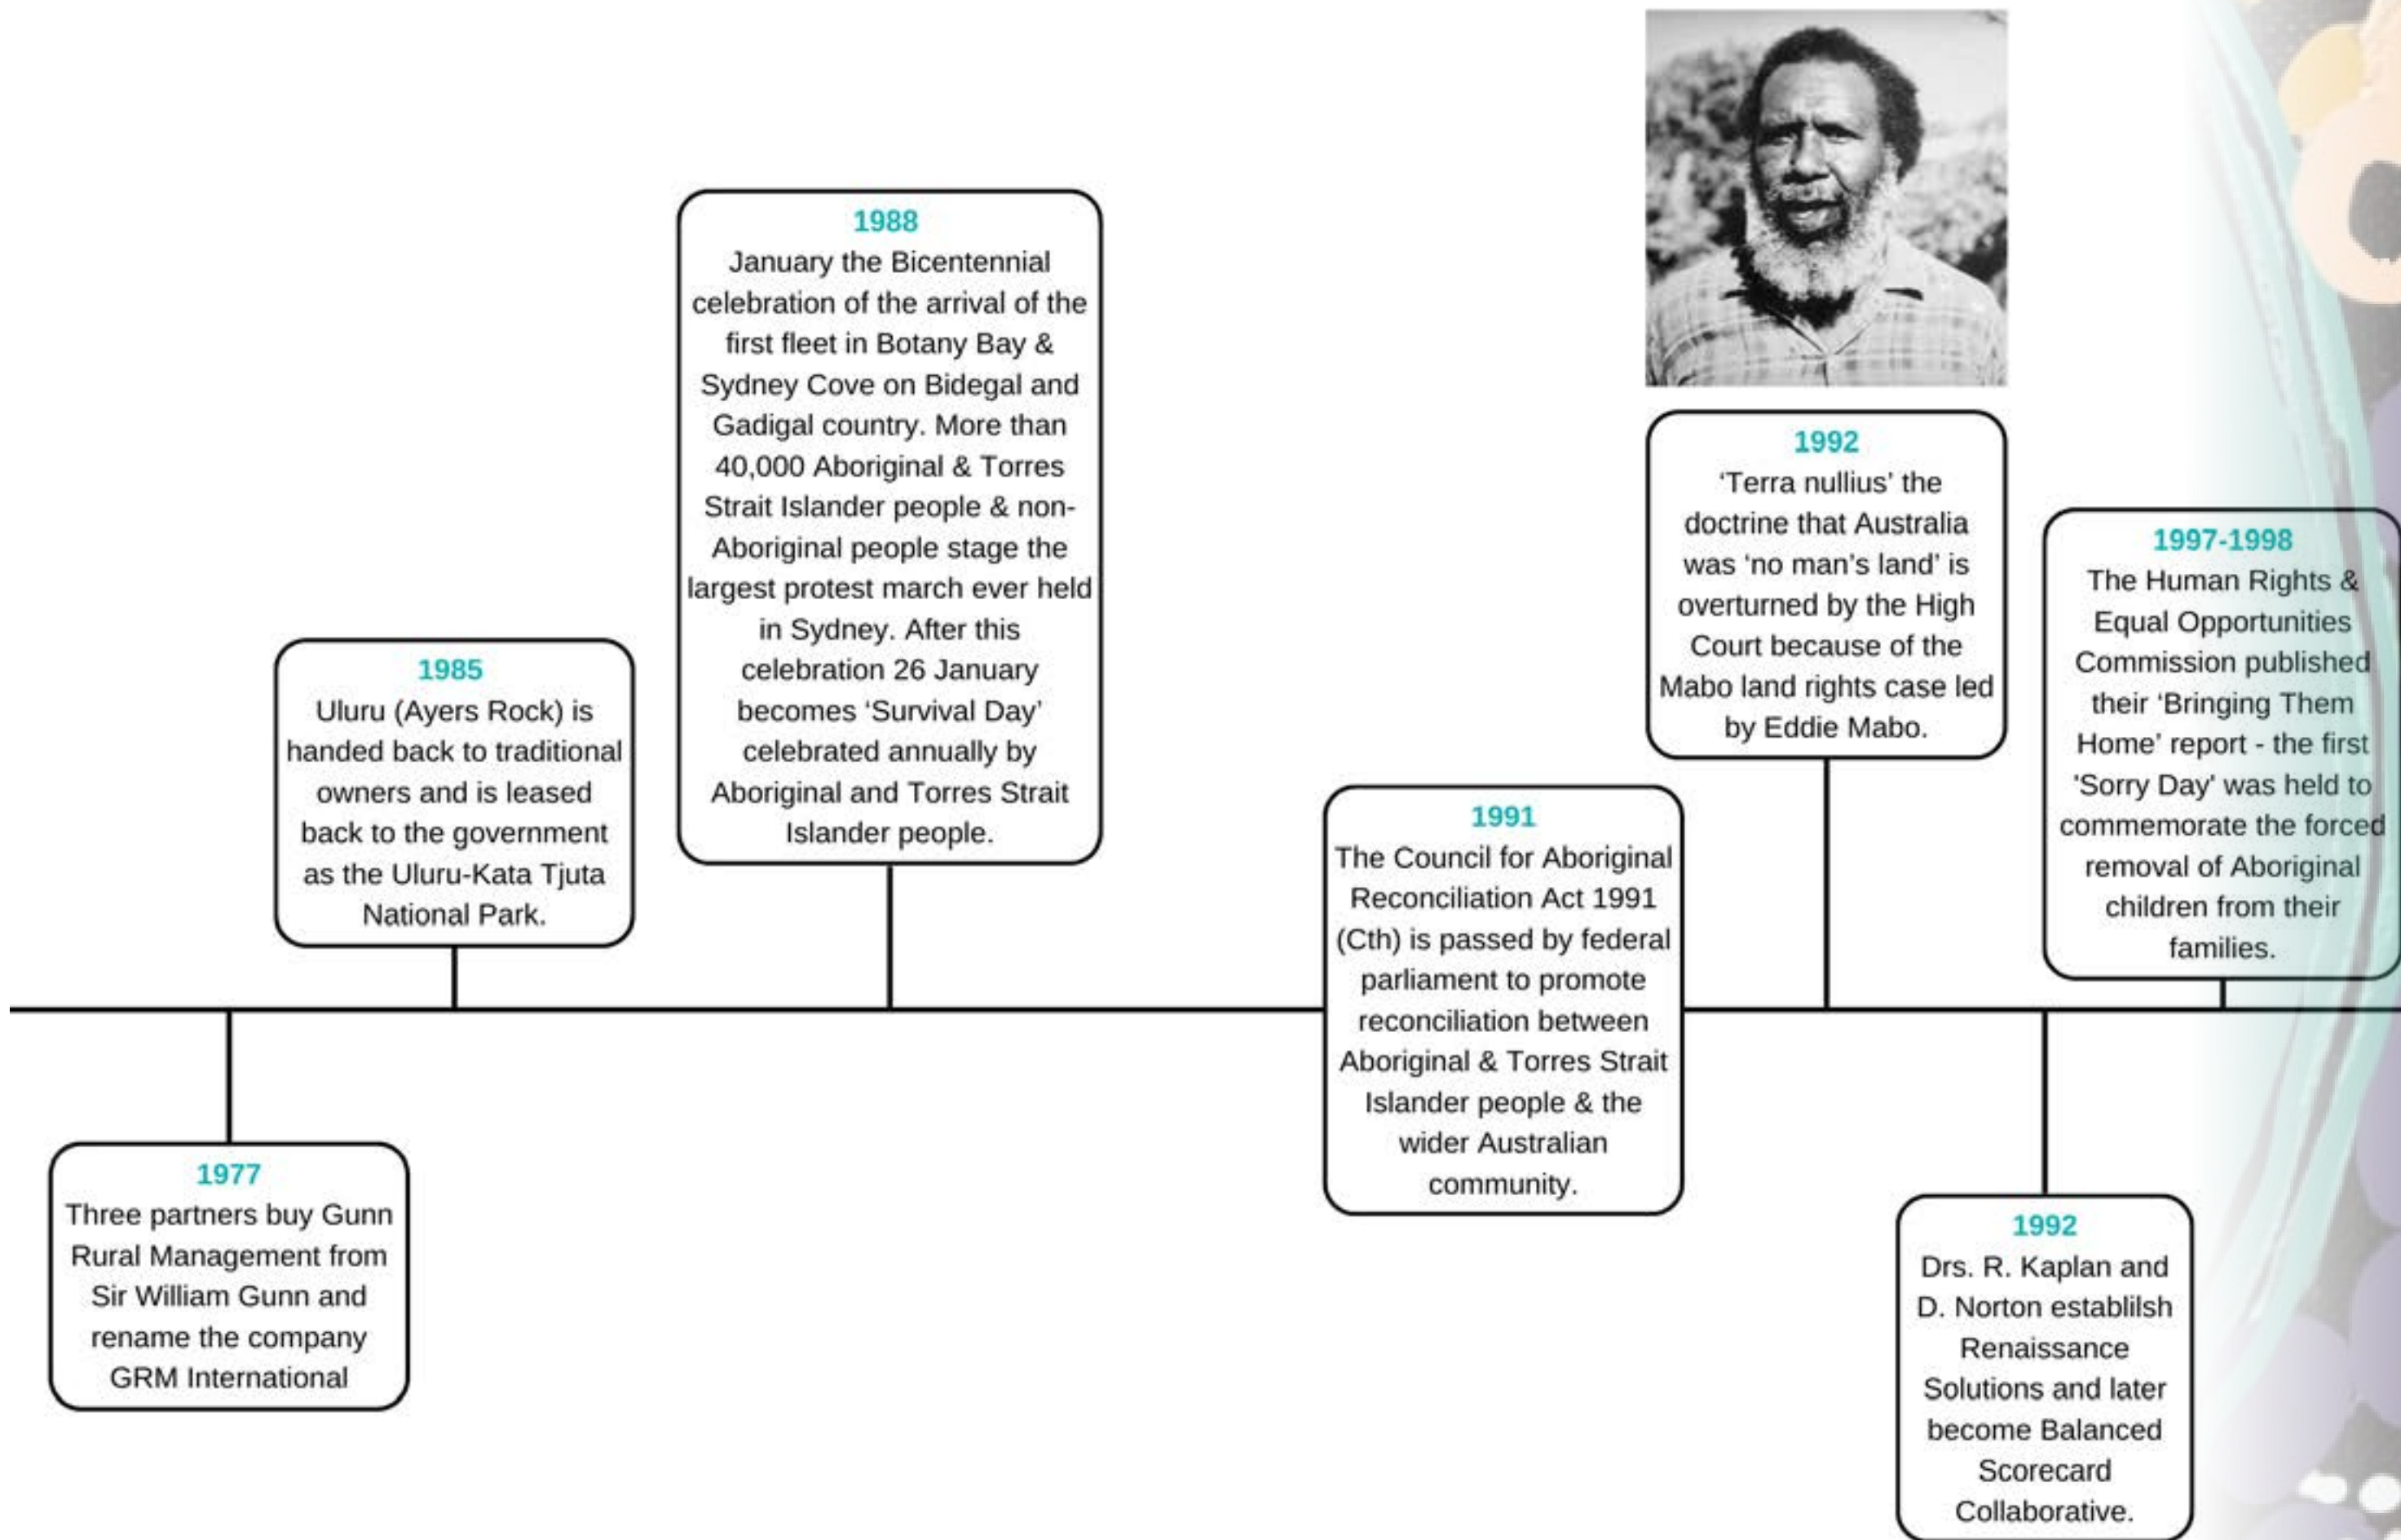 1977
Three partners buy Gunn
Rural Management from
Sir William Gunn and
rename the company
GRM International
1985
Uluru (Ayers Rock) is
handed back to traditional
owners and is leased
back to the government
as the Uluru-Kata Tjuta
National Park.
1988
January the Bicentennial
celebration of the arrival of the
first fleet in Botany Bay &
Sydney Cove on Bidegal and
Gadigal country. More than
40,000 Aboriginal & Torres
Strait Islander people & non-
Aboriginal people stage the
largest protest march ever held
in Sydney. After this
celebration 26 January
becomes ‘Survival Day’
celebrated annually by
Aboriginal and Torres Strait
Islander people.
1991
The Council for Aboriginal
Reconciliation Act 1991
(Cth) is passed by federal
parliament to promote
reconciliation between
Aboriginal & Torres Strait
Islander people & the
wider Australian
community.
1992
‘Terra nullius’ the
doctrine that Australia
was ‘no man’s land’ is
overturned by the High
Court because of the
Mabo land rights case led
by Eddie Mabo.
1992
Drs. R. Kaplan and
D. Norton establilsh
Renaissance
Solutions and later
become Balanced
Scorecard
Collaborative.
1997-1998
The Human Rights &
Equal Opportunities
Commission published
their ‘Bringing Them
Home’ report - the first
'Sorry Day' was held to
commemorate the forced
removal of Aboriginal
children from their
families.